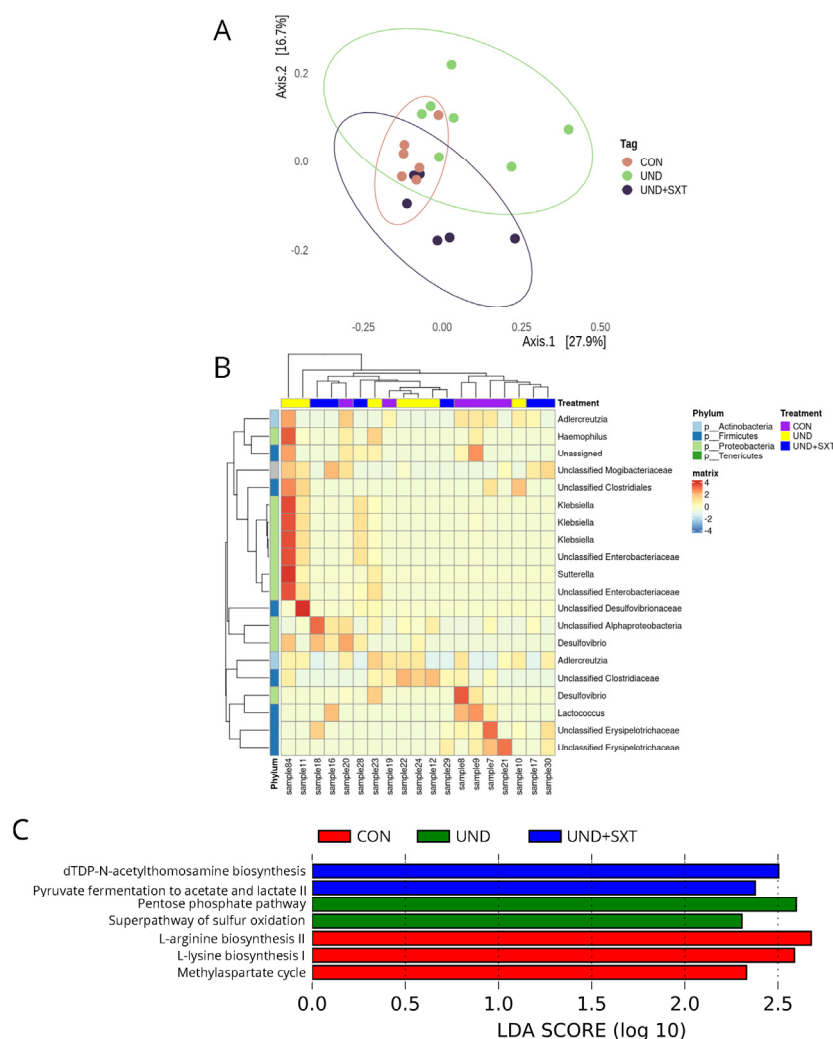 A
Axis.2 [16.7%]
0.2
0.0
-0.2
-0.25
0.00
0.25
0.50
Axis.1 [27.9%]
Tag
CON
UND
UND+SXT
B
Treatment
Adlercreutzia
Haemophilus
Unassigned
Unclassified Mogibacteriaceae
Unclassified Clostridiales
Klebsiella
Klebsiella
Klebsiella
Unclassified Enterobacteriaceae
Sutterella
Unclassified Enterobacteriaceae
Unclassified Desulfovibrionaceae
Unclassified Alphaproteobacteria
Desulfovibrio
Adlercreutzia
Unclassified Clostridiaceae
Desulfovibrio
Lactococcus
Unclassified Erysipelotrichaceae
Unclassified Erysipelotrichaceae
Phylum
sample84
sample11
sample18
sample16
sample20
sample28
sample23
sample19
sample22
sample24
sample12
sample29
sample8
sample9
sample7
sample21
sample10
sample17
sample30
Phylum
p__Actinobacteria
p__Firmicutes
p__Proteobacteria
p__Tenericutes
Treatment
CON
UND
UND+SXT
matrix
4
2
0
-2
-4
C
CON
UND
UND+SXT
dTDP-N-acetylthomosamine biosynthesis
Pyruvate fermentation to acetate and lactate II
Pentose phosphate pathway
Superpathway of sulfur oxidation
L-arginine biosynthesis II
L-lysine biosynthesis I
Methylaspartate cycle
0.0
0.5
1.0
1.5
2.0
2.5
LDA SCORE (log 10)